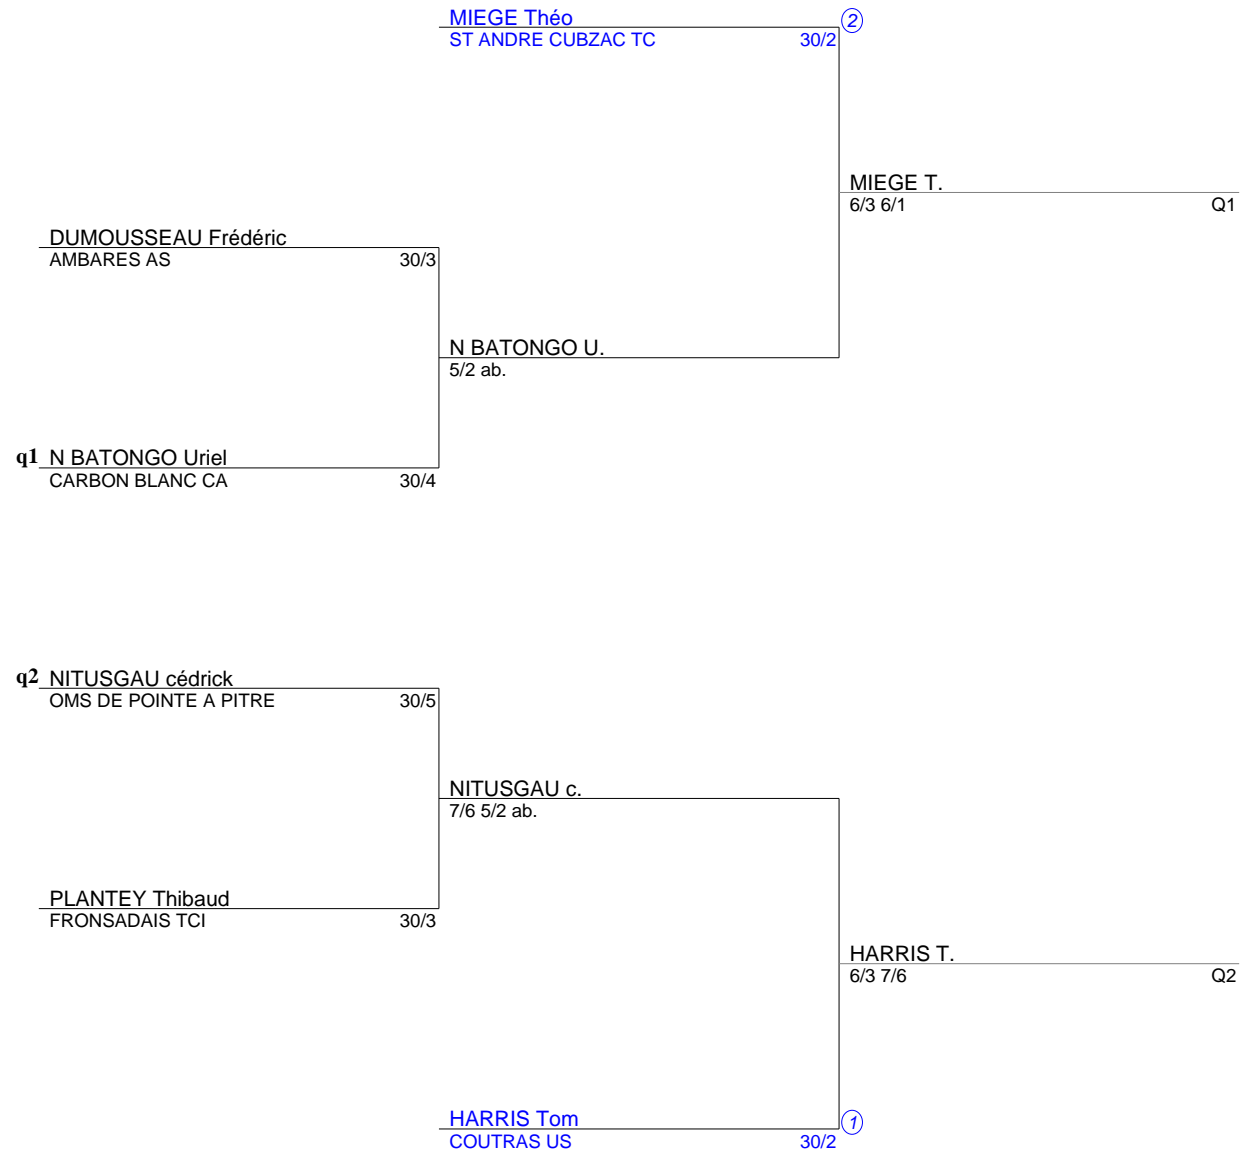 MIEGE Théo 2
ST ANDRE CUBZAC TC 30/2
MIEGE T.
6/3 6/1 Q1
DUMOUSSEAU Frédéric
AMBARES AS 30/3
N BATONGO U.
5/2 ab.
q1 N BATONGO Uriel
CARBON BLANC CA 30/4
q2 NITUSGAU cédrick
OMS DE POINTE A PITRE 30/5
NITUSGAU c.
7/6 5/2 ab.
PLANTEY Thibaud
FRONSADAIS TCI 30/3
HARRIS T.
6/3 7/6 Q2
HARRIS Tom 1
COUTRAS US 30/2